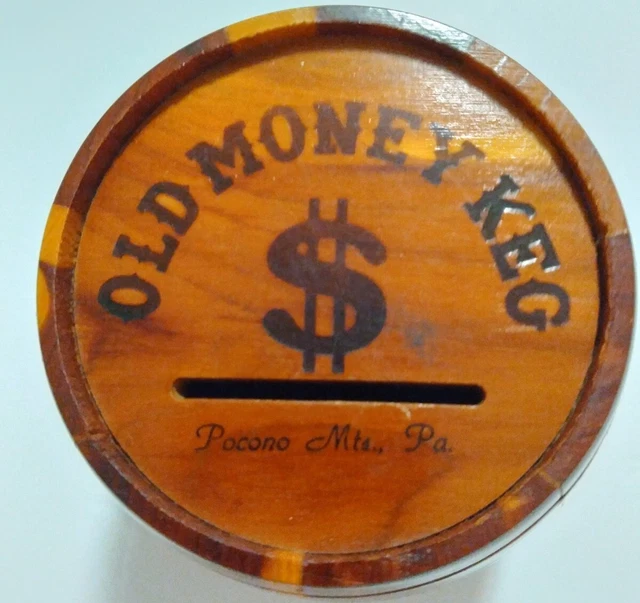 OLD MONEY KEG
$
Pocono Mts., Pa.